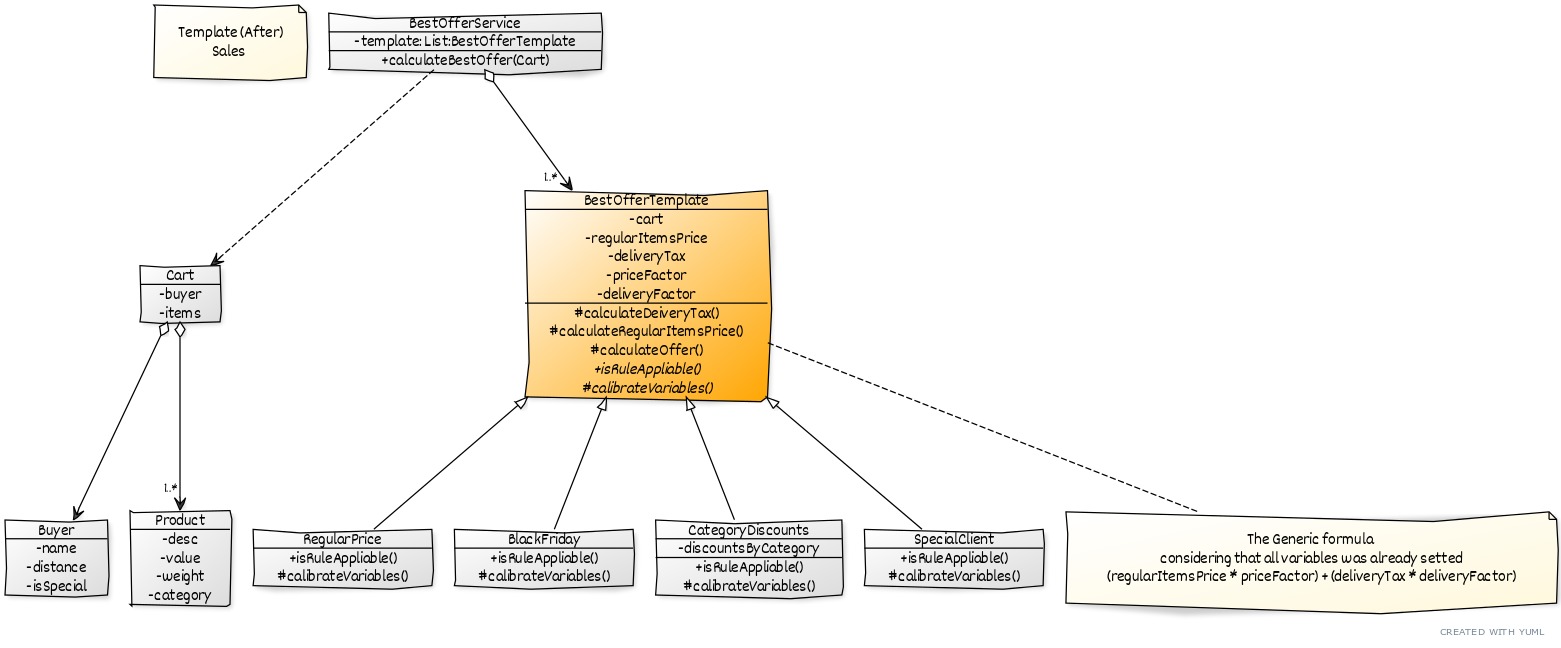 Template (After)
Sales
BestOfferService
-template: List:BestOfferTemplate
+calculateBestOffer(Cart)
1..*
BestOfferTemplate
-cart
-regularItemsPrice
-deliveryTax
-priceFactor
-deliveryFactor
#calculateDeiveryTax()
#calculateRegularItemsPrice()
#calculateOffer()
+isRuleAppliable()
#calibrateVariables()
Cart
-buyer
-items
1..*
Buyer
-name
-distance
-isSpecial
Product
-desc
-value
-weight
-category
RegularPrice
+isRuleAppliable()
#calibrateVariables()
BlackFriday
+isRuleAppliable()
#calibrateVariables()
CategoryDiscounts
-discountsByCategory
+isRuleAppliable()
#calibrateVariables()
SpecialClient
+isRuleAppliable()
#calibrateVariables()
The Generic formula
considering that all variables was already setted
(regularItemsPrice * priceFactor) + (deliveryTax * deliveryFactor)
CREATED WITH YUML